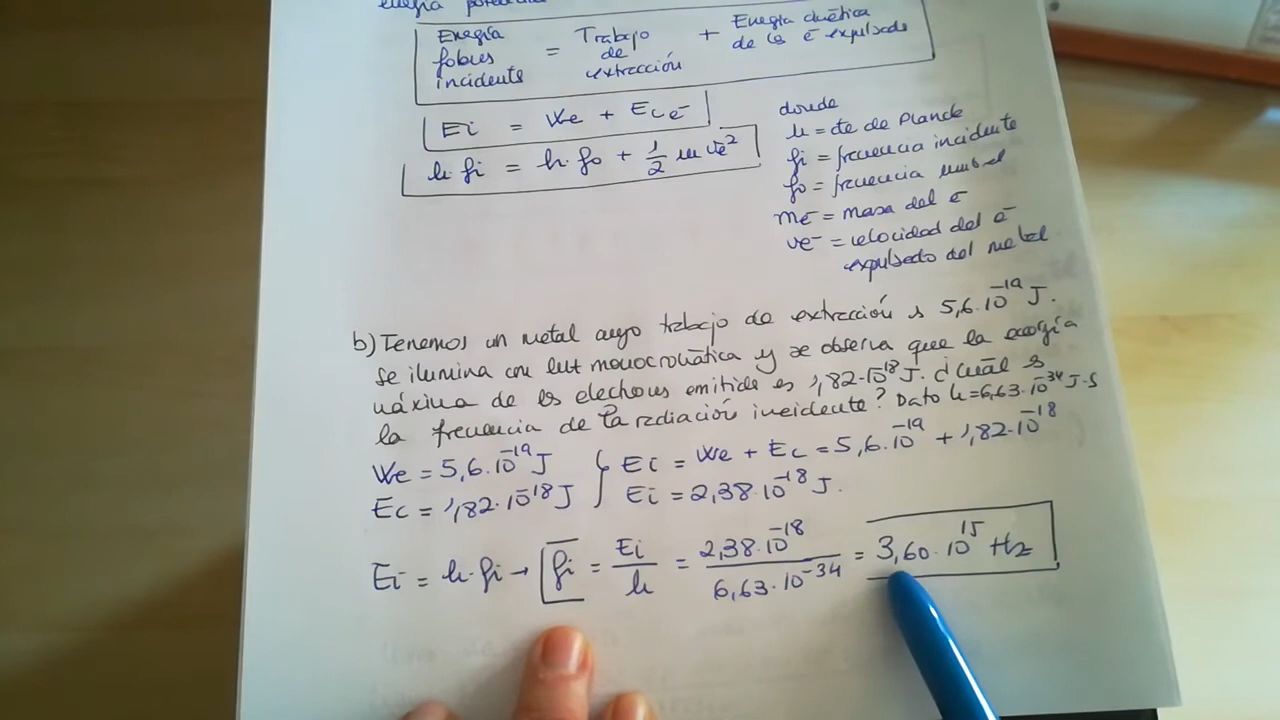 energía potencial
Energía fotones incidente = Trabajo de extracción + Energía cinética de los e⁻ expulsado
Ei = We + Ec e⁻
h·fi = h·fo + 1/2 m ve²
donde
h = cte de Planck
fi = frecuencia incidente
fo = frecuencia umbral
me⁻ = masa del e⁻
ve⁻ = velocidad del e⁻
expulsado del metal
b) Tenemos un metal cuyo trabajo de extracción es 5,6·10⁻¹⁹ J.
Se ilumina con luz monocromática y se observa que la energía
máxima de los electrones emitida es 1,82·10⁻¹⁸ J. ¿Cuál es
la frecuencia de la radiación incidente? Dato h=6,63·10⁻³⁴ J·s
We = 5,6·10⁻¹⁹ J
Ec = 1,82·10⁻¹⁸ J
Ei = We + Ec = 5,6·10⁻¹⁹ + 1,82·10⁻¹⁸
Ei = 2,38·10⁻¹⁸ J.
Ei = h·fi → fi = Ei/h = 2,38·10⁻¹⁸/6,63·10⁻³⁴ = 3,60·10¹⁵ Hz